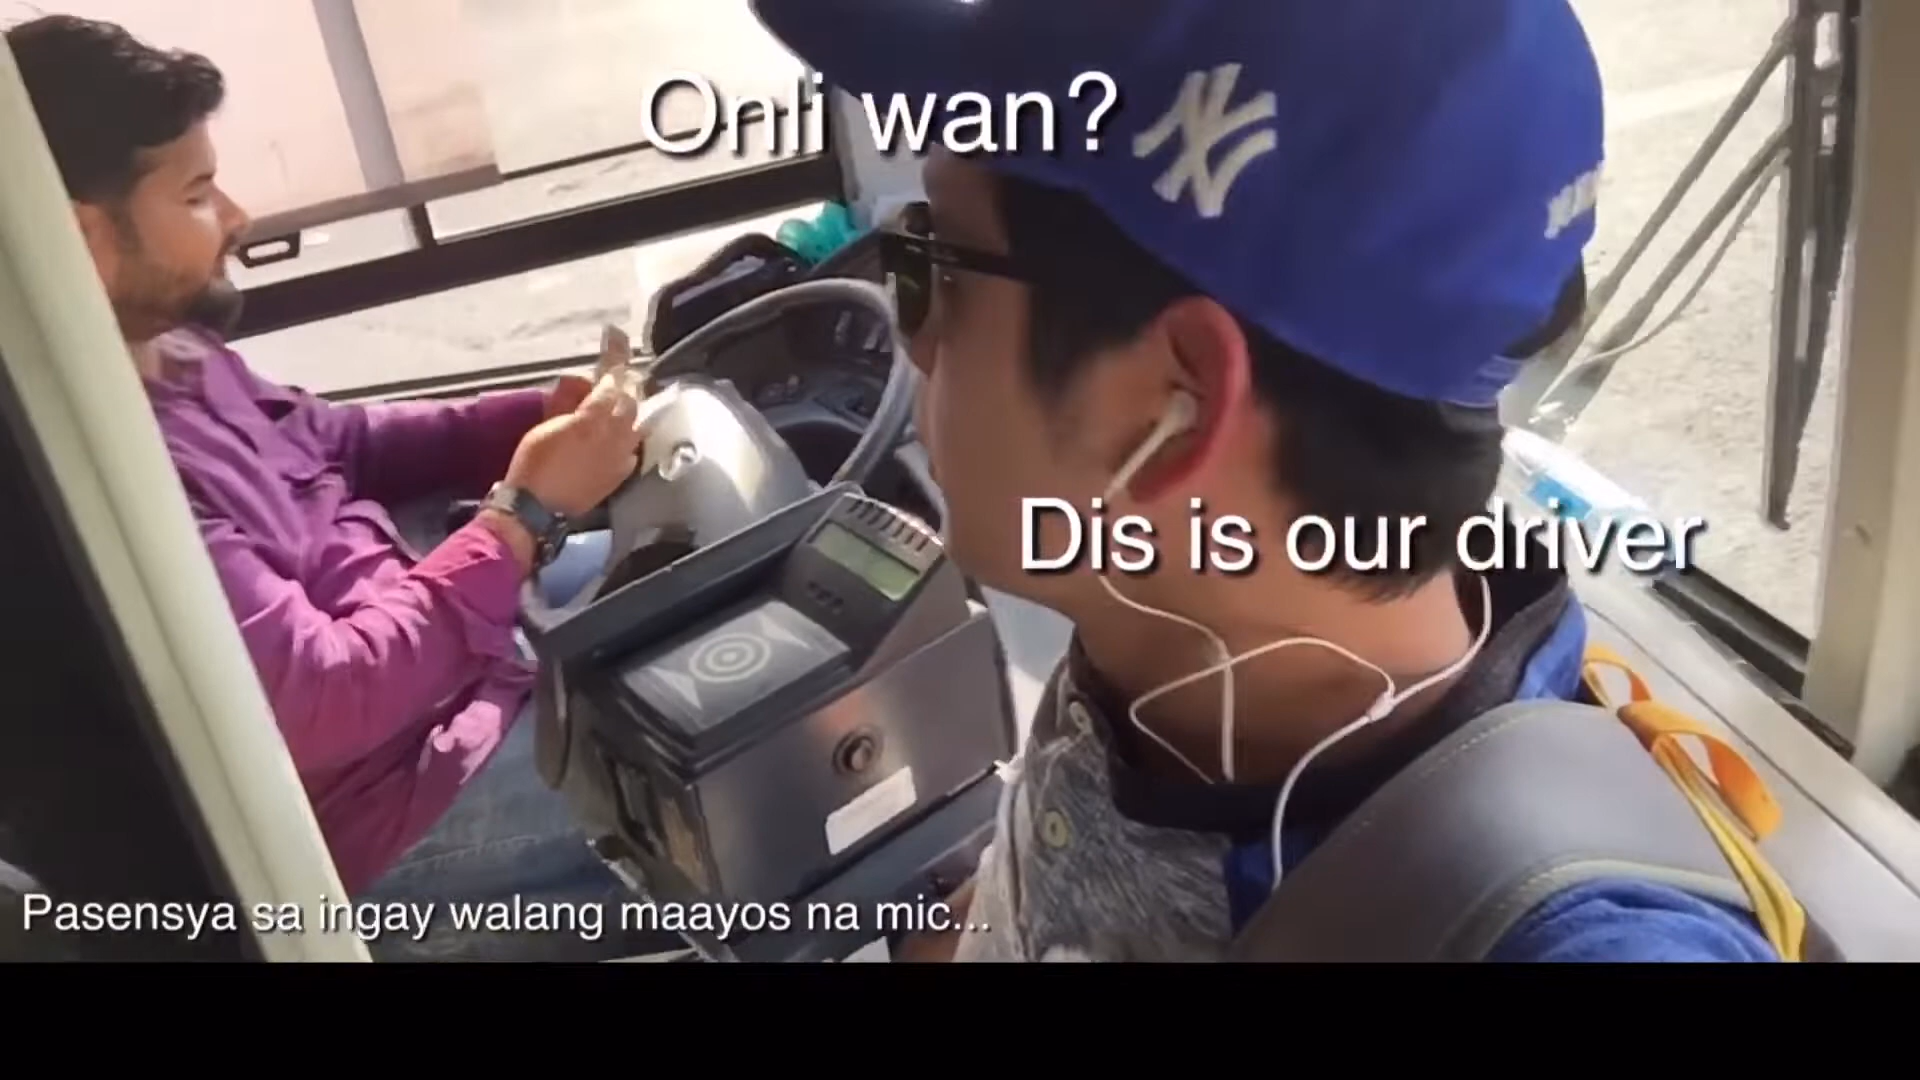 Onli wan?
Dis is our driver
Pasensya sa ingay walang maayos na mic...